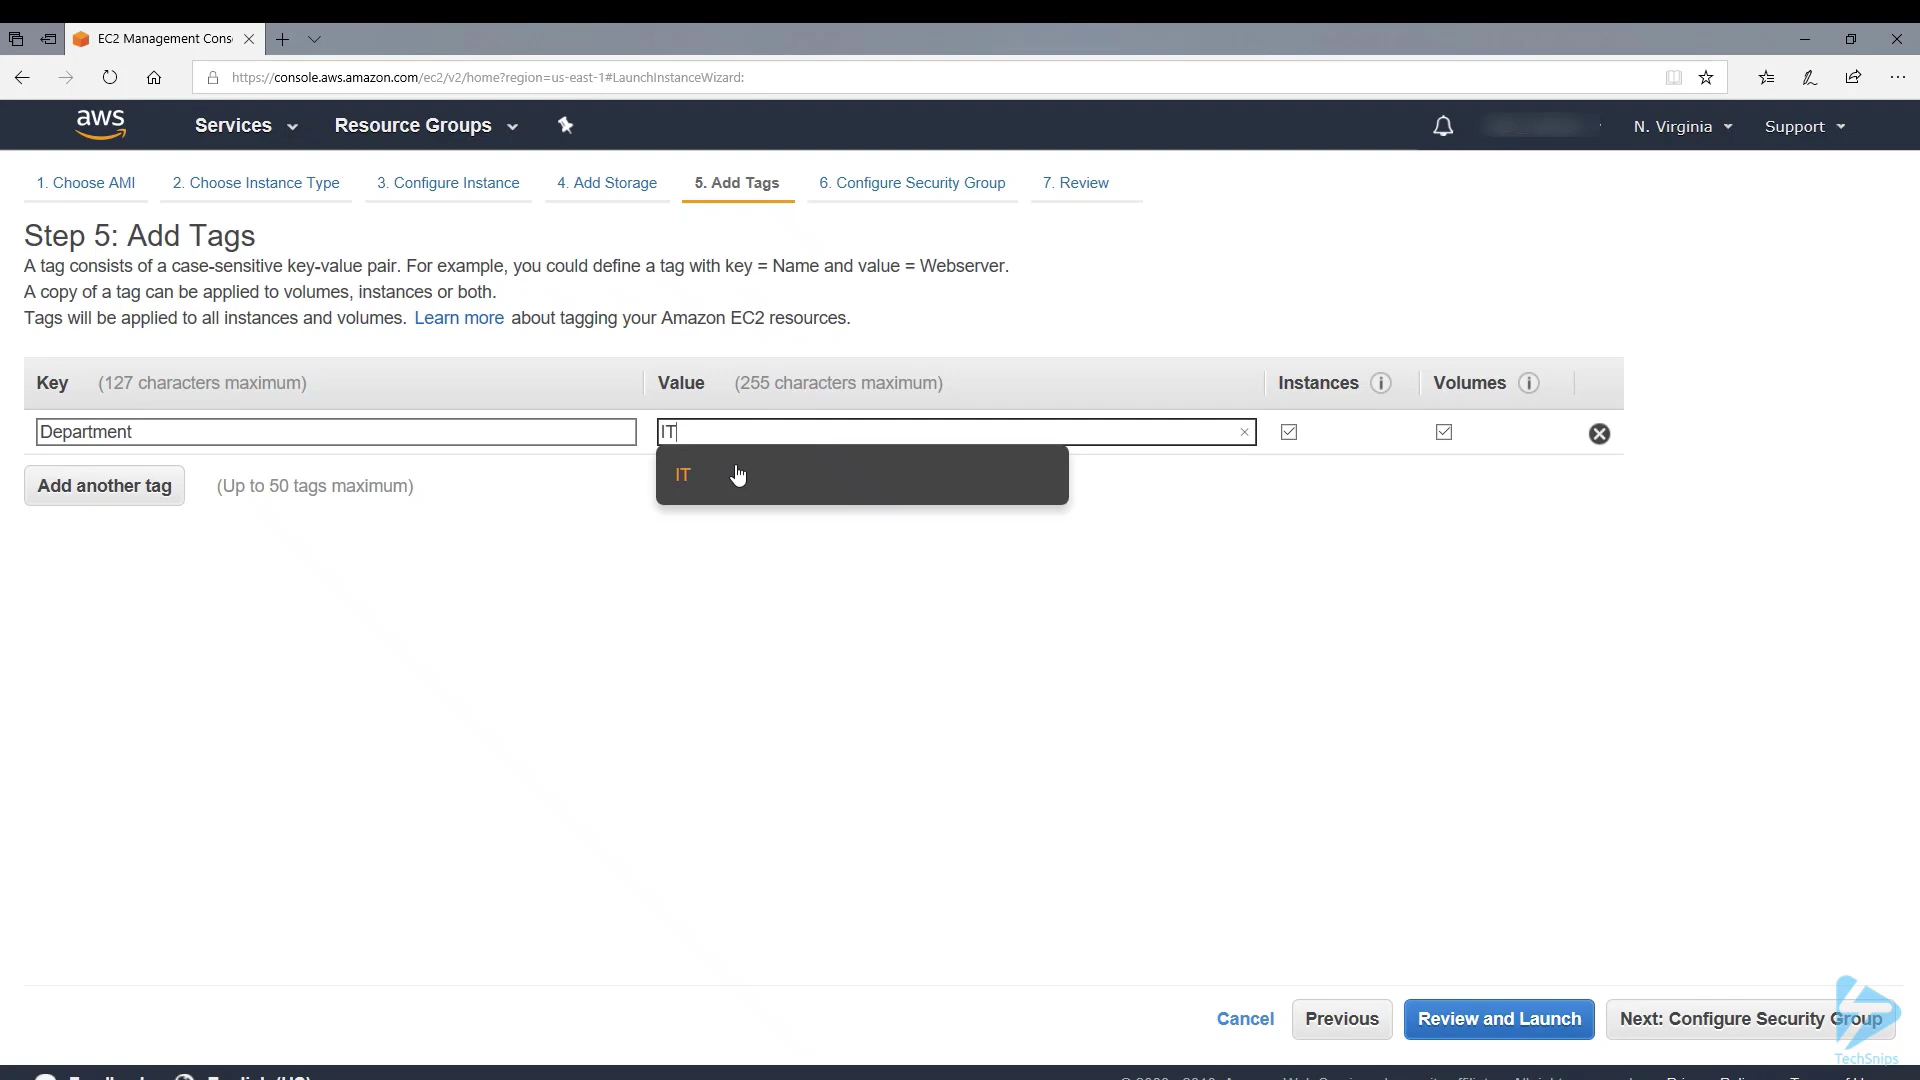 EC2 Management Cons
https://console.aws.amazon.com/ec2/v2/home?region=us-east-1#LaunchInstanceWizard:
aws
Services
Resource Groups
N. Virginia
Support
1. Choose AMI
2. Choose Instance Type
3. Configure Instance
4. Add Storage
5. Add Tags
6. Configure Security Group
7. Review
Step 5: Add Tags
A tag consists of a case-sensitive key-value pair. For example, you could define a tag with key = Name and value = Webserver.
A copy of a tag can be applied to volumes, instances or both.
Tags will be applied to all instances and volumes. Learn more about tagging your Amazon EC2 resources.
Key (127 characters maximum)
Value (255 characters maximum)
Instances
Volumes
Department
IT
IT
Add another tag
(Up to 50 tags maximum)
Cancel
Previous
Review and Launch
Next: Configure Security Group
TechSnips